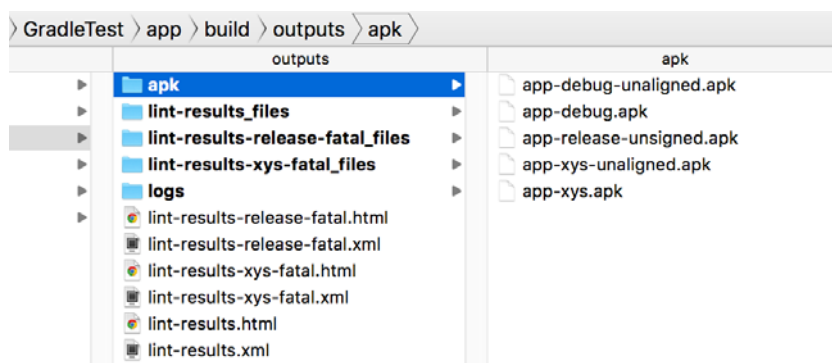 GradleTest app build outputs apk
outputs
apk
apk
lint-results_files
lint-results-release-fatal_files
lint-results-xys-fatal_files
logs
lint-results-release-fatal.html
lint-results-release-fatal.xml
lint-results-xys-fatal.html
lint-results-xys-fatal.xml
lint-results.html
lint-results.xml
app-debug-unaligned.apk
app-debug.apk
app-release-unsigned.apk
app-xys-unaligned.apk
app-xys.apk